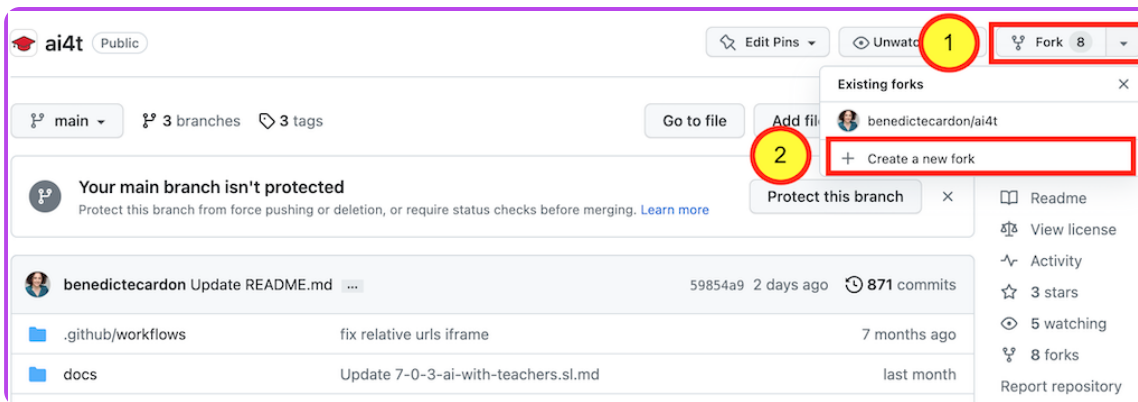 ai4t Public
Edit Pins
Unwatc
1
Fork 8
Existing forks
benedictecardon/ai4t
Create a new fork
2
main
3 branches
3 tags
Go to file
Add fil
Your main branch isn't protected
Protect this branch from force pushing or deletion, or require status checks before merging. Learn more
Protect this branch
Readme
View license
Activity
3 stars
5 watching
8 forks
Report repository
benedictecardon Update README.md ...
59854a9 2 days ago 871 commits
.github/workflows fix relative urls iframe 7 months ago
docs Update 7-0-3-ai-with-teachers.sl.md last month